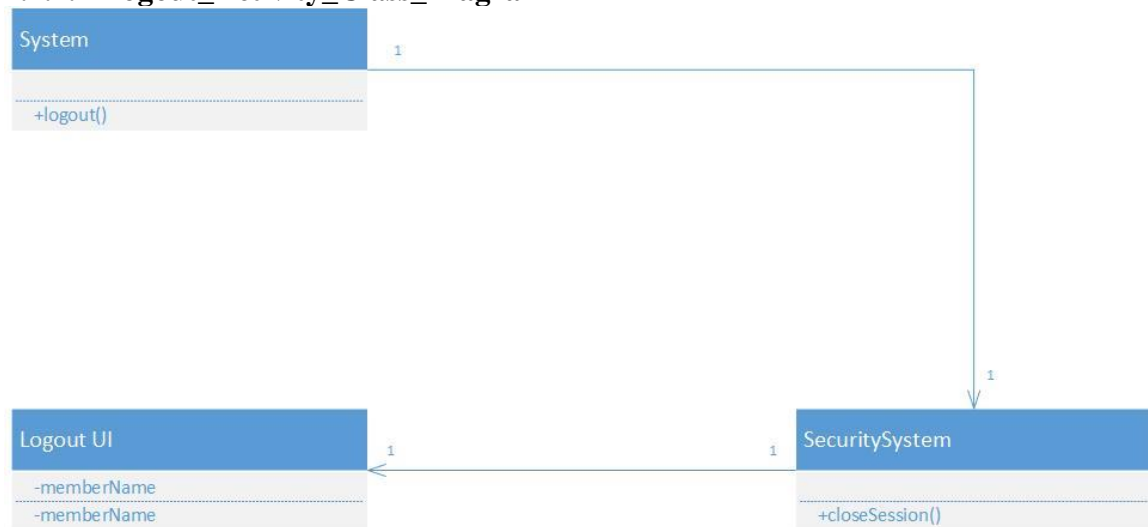 System
1
+logout()
1
Logout UI
1
1
SecuritySystem
-memberName
-memberName
+closeSession()